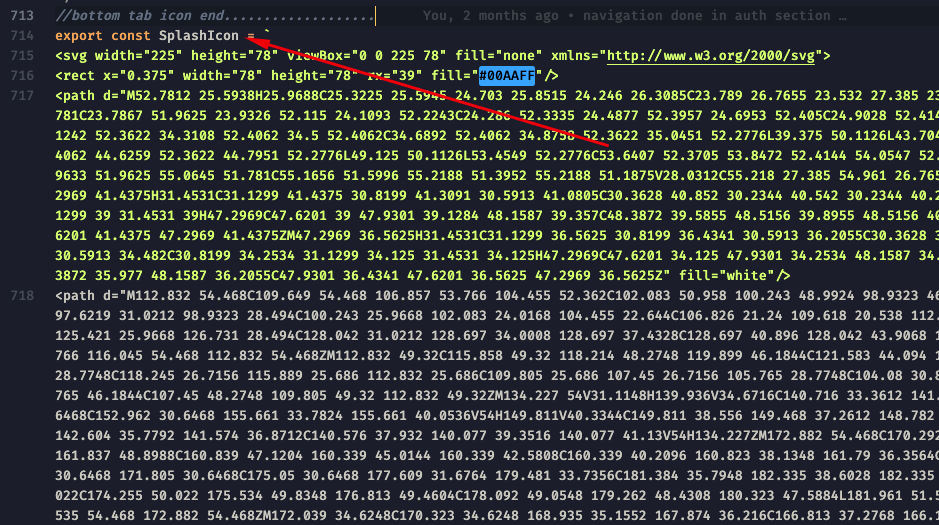 713 //bottom tab icon end................... You, 2 months ago • navigation done in auth section …
714 export const SplashIcon = `
715 <svg width="225" height="78" viewBox="0 0 225 78" fill="none" xmlns="http://www.w3.org/2000/svg">
716 <rect x="0.375" width="78" height="78" rx="39" fill="#00AAFF"/>
717 <path d="M52.7812 25.5938H25.9688C25.3225 25.5945 24.703 25.8515 24.246 26.3085C23.789 26.7655 23.532 27.385 23
781C23.7867 51.9625 23.9326 52.115 24.1093 52.2243C24.286 52.3335 24.4877 52.3957 24.6953 52.405C24.9028 52.414
1242 52.3622 34.3108 52.4062 34.5 52.4062C34.6892 52.4062 34.8758 52.3622 35.0451 52.2776L39.375 50.1126L43.704
4062 44.6259 52.3622 44.7951 52.2776L49.125 50.1126L53.4549 52.2776C53.6407 52.3705 53.8472 52.4144 54.0547 52.
9633 51.9625 55.0645 51.781C55.1656 51.5996 55.2188 51.3952 55.2188 51.1875V28.0312C55.218 27.385 54.961 26.765
2969 41.4375H31.4531C31.1299 41.4375 30.8199 41.3091 30.5913 41.0805C30.3628 40.852 30.2344 40.542 30.2344 40.2
1299 39 31.4531 39H47.2969C47.6201 39 47.9301 39.1284 48.1587 39.357C48.3872 39.5855 48.5156 39.8955 48.5156 40
6201 41.4375 47.2969 41.4375ZM47.2969 36.5625H31.4531C31.1299 36.5625 30.8199 36.4341 30.5913 36.2055C30.3628 3
30.5913 34.482C30.8199 34.2534 31.1299 34.125 31.4531 34.125H47.2969C47.6201 34.125 47.9301 34.2534 48.1587 34.
3872 35.977 48.1587 36.2055C47.9301 36.4341 47.6201 36.5625 47.2969 36.5625Z" fill="white"/>
718 <path d="M112.832 54.468C109.649 54.468 106.857 53.766 104.455 52.362C102.083 50.958 100.243 48.9924 98.9323 46
97.6219 31.0212 98.9323 28.494C100.243 25.9668 102.083 24.0168 104.455 22.644C106.826 21.24 109.618 20.538 112.
125.421 25.9668 126.731 28.494C128.042 31.0212 128.697 34.0008 128.697 37.4328C128.697 40.896 128.042 43.9068 1
766 116.045 54.468 112.832 54.468ZM112.832 49.32C115.858 49.32 118.214 48.2748 119.899 46.1844C121.583 44.094 1
28.7748C118.245 26.7156 115.889 25.686 112.832 25.686C109.805 25.686 107.45 26.7156 105.765 28.7748C104.08 30.8
765 46.1844C107.45 48.2748 109.805 49.32 112.832 49.32ZM134.227 54V31.1148H139.936V34.6716C140.716 33.3612 141.
6468C152.962 30.6468 155.661 33.7824 155.661 40.0536V54H149.811V40.3344C149.811 38.556 149.468 37.2612 148.782
142.604 35.7792 141.574 36.8712C140.576 37.932 140.077 39.3516 140.077 41.13V54H134.227ZM172.882 54.468C170.292
161.837 48.8988C160.839 47.1204 160.339 45.0144 160.339 42.5808C160.339 40.2096 160.823 38.1348 161.79 36.3564C
30.6468 171.805 30.6468C175.05 30.6468 177.609 31.6764 179.481 33.7356C181.384 35.7948 182.335 38.6028 182.335
022C174.255 50.022 175.534 49.8348 176.813 49.4604C178.092 49.0548 179.262 48.4308 180.323 47.5884L181.961 51.5
535 54.468 172.882 54.468ZM172.039 34.6248C170.323 34.6248 168.935 35.1552 167.874 36.216C166.813 37.2768 166.1